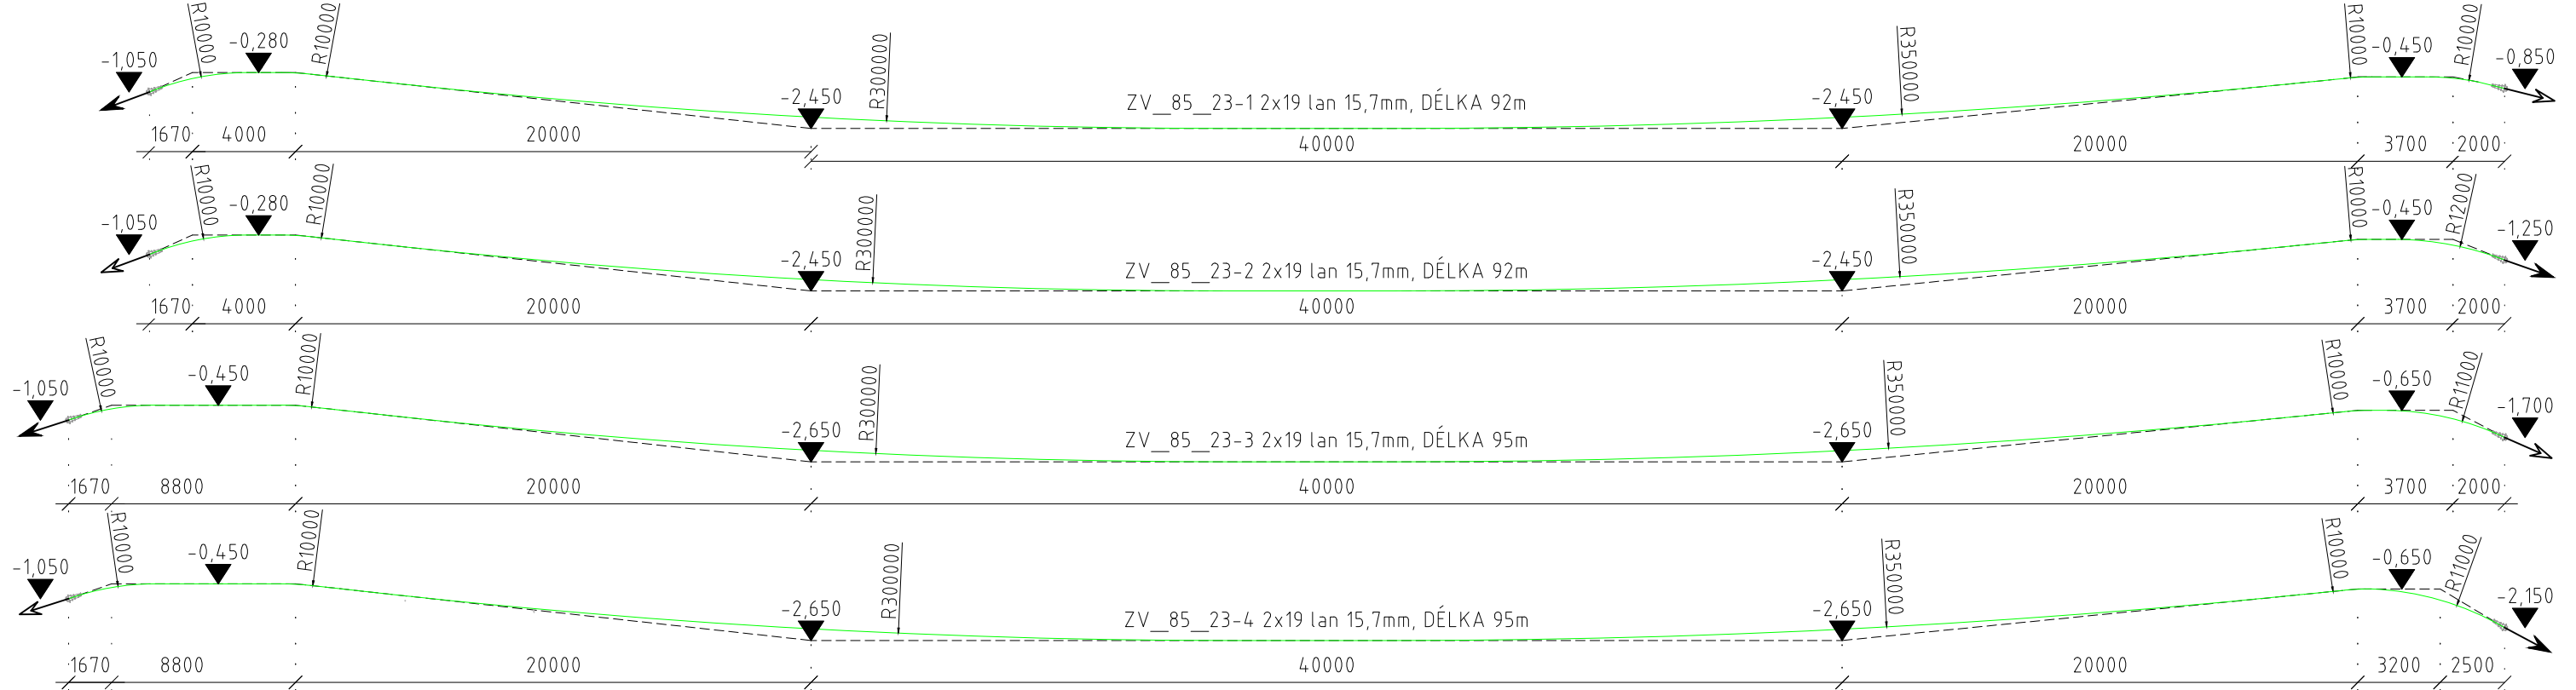 R10000
-0,280
R10000
-1,050
R300000
-2,450
ZV_85_23-1 2x19 lan 15,7mm, DÉLKA 92m
-2,450
R350000
R10000
-0,450
R10000
-0,850
1670 4000 20000 40000 20000 3700 2000
R10000
-0,280
R10000
-1,050
R300000
-2,450
ZV_85_23-2 2x19 lan 15,7mm, DÉLKA 92m
-2,450
R350000
R10000
-0,450
R12000
-1,250
1670 4000 20000 40000 20000 3700 2000
R10000
-1,050
-0,450
R10000
R300000
-2,650
ZV_85_23-3 2x19 lan 15,7mm, DÉLKA 95m
-2,650
R350000
R10000
-0,650
R11000
-1,700
1670 8800 20000 40000 20000 3700 2000
R10000
-1,050
-0,450
R10000
R300000
-2,650
ZV_85_23-4 2x19 lan 15,7mm, DÉLKA 95m
-2,650
R350000
R10000
-0,650
R11000
-2,150
1670 8800 20000 40000 20000 3200 2500